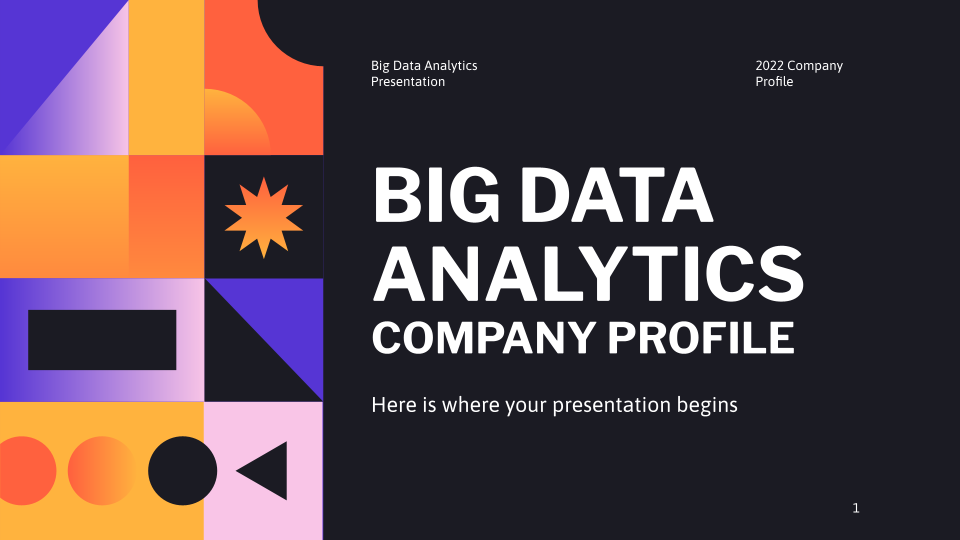 Big Data Analytics
Presentation
2022 Company
Profile
BIG DATA
ANALYTICS
COMPANY PROFILE
Here is where your presentation begins
1